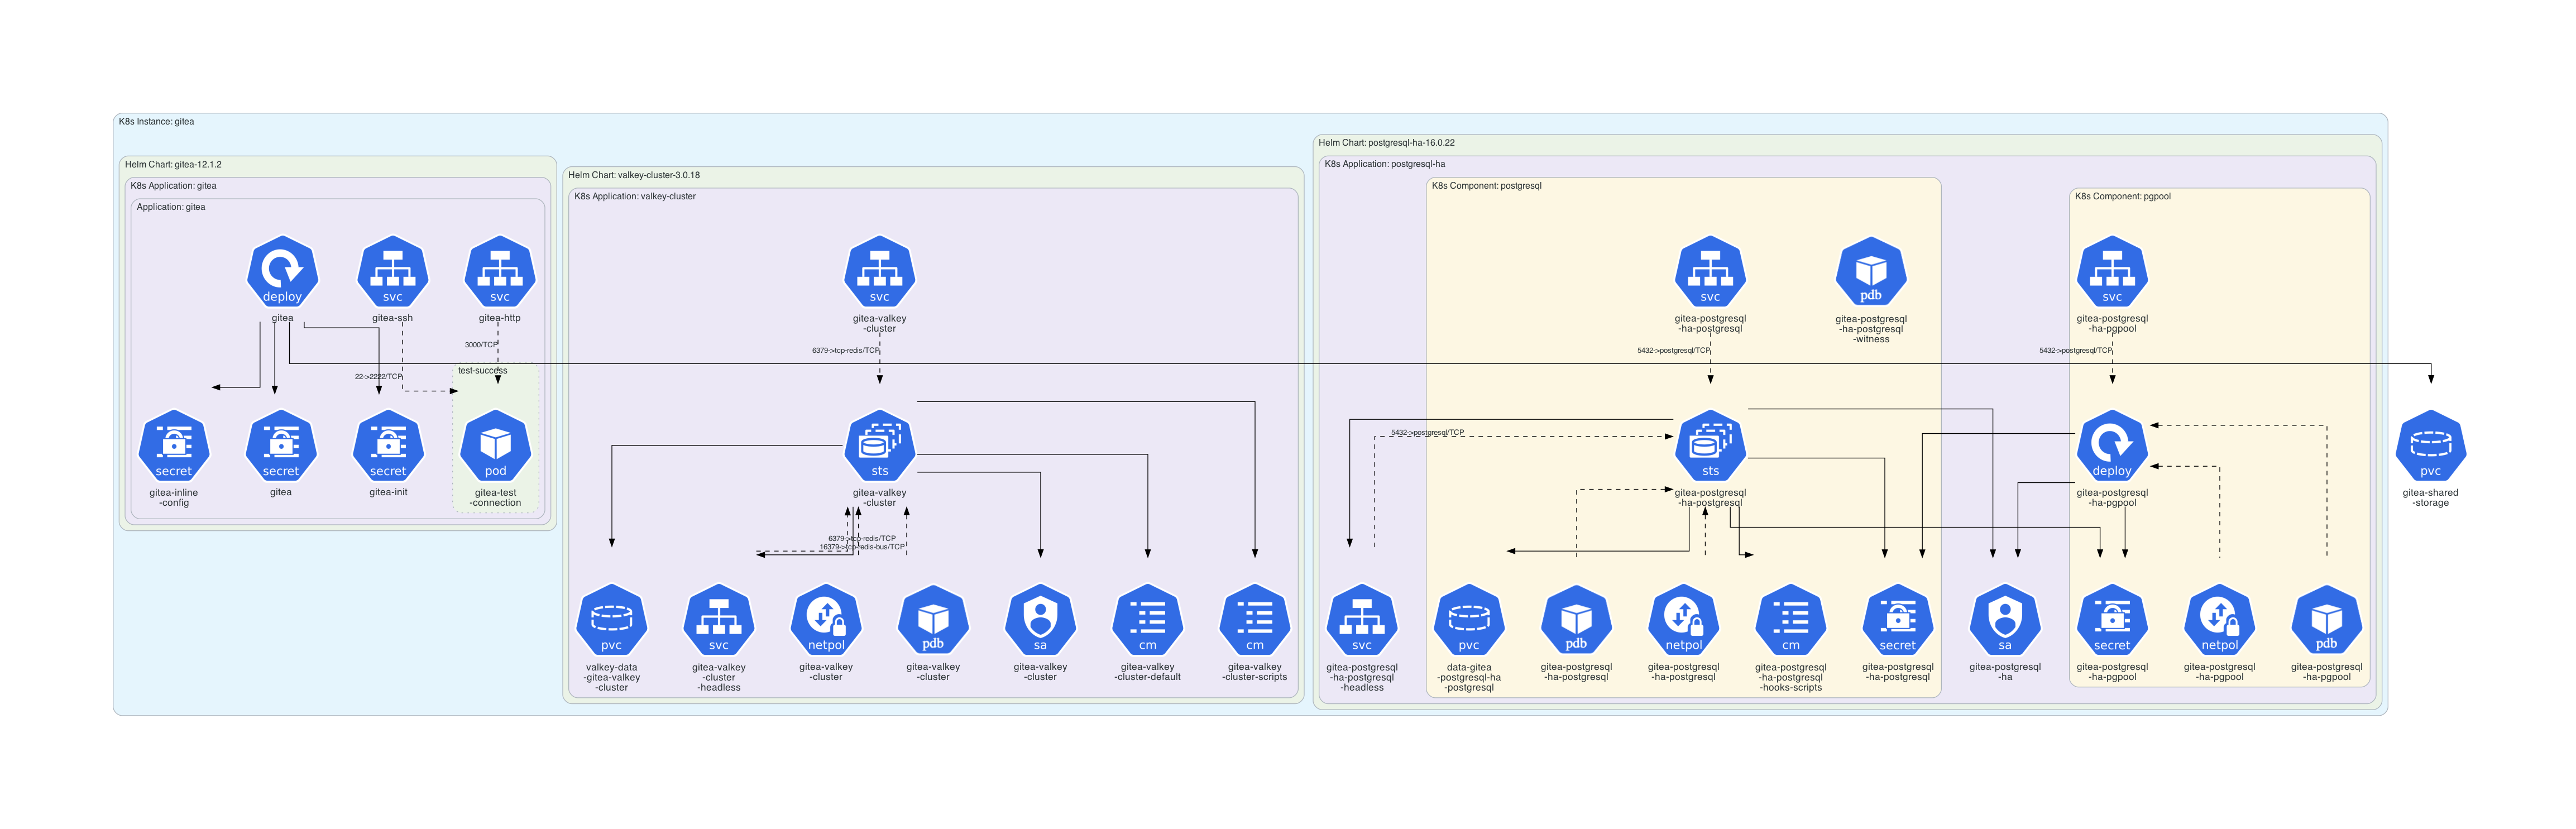 K8s Instance: gitea
Helm Chart: gitea-12.1.2
K8s Application: gitea
Application: gitea
deploy
gitea
svc
gitea-ssh
svc
gitea-http
3000/TCP
22->2222/TCP
test-success
secret
gitea-inline
-config
secret
gitea
secret
gitea-init
pod
gitea-test
-connection
Helm Chart: valkey-cluster-3.0.18
K8s Application: valkey-cluster
svc
gitea-valkey
-cluster
6379->tcp-redis/TCP
sts
gitea-valkey
-cluster
6379->tcp-redis/TCP
16379->tcp-redis-bus/TCP
pvc
valkey-data
-gitea-valkey
-cluster
svc
gitea-valkey
-cluster
-headless
netpol
gitea-valkey
-cluster
pdb
gitea-valkey
-cluster
sa
gitea-valkey
-cluster
cm
gitea-valkey
-cluster-default
cm
gitea-valkey
-cluster-scripts
Helm Chart: postgresql-ha-16.0.22
K8s Application: postgresql-ha
K8s Component: postgresql
svc
gitea-postgresql
-ha-postgresql
pdb
gitea-postgresql
-ha-postgresql
-witness
5432->postgresql/TCP
5432->postgresql/TCP
sts
gitea-postgresql
-ha-postgresql
svc
gitea-postgresql
-ha-postgresql
-headless
pvc
data-gitea
-postgresql-ha
-postgresql
pdb
gitea-postgresql
-ha-postgresql
netpol
gitea-postgresql
-ha-postgresql
cm
gitea-postgresql
-ha-postgresql
-hooks-scripts
secret
gitea-postgresql
-ha-postgresql
sa
gitea-postgresql
-ha
K8s Component: pgpool
svc
gitea-postgresql
-ha-pgpool
5432->postgresql/TCP
deploy
gitea-postgresql
-ha-pgpool
secret
gitea-postgresql
-ha-pgpool
netpol
gitea-postgresql
-ha-pgpool
pdb
gitea-postgresql
-ha-pgpool
pvc
gitea-shared
-storage